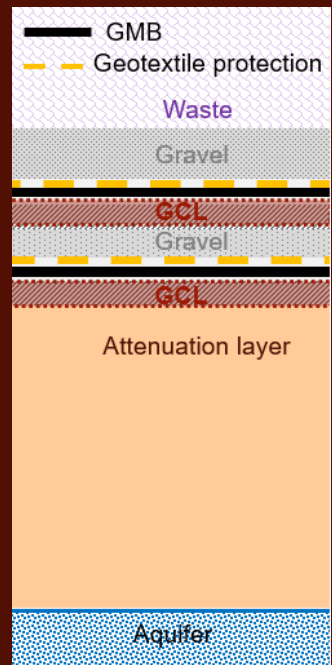 GMB
Geotextile protection
Waste
Gravel
GCL
Gravel
GCL
Attenuation layer
Aquifer